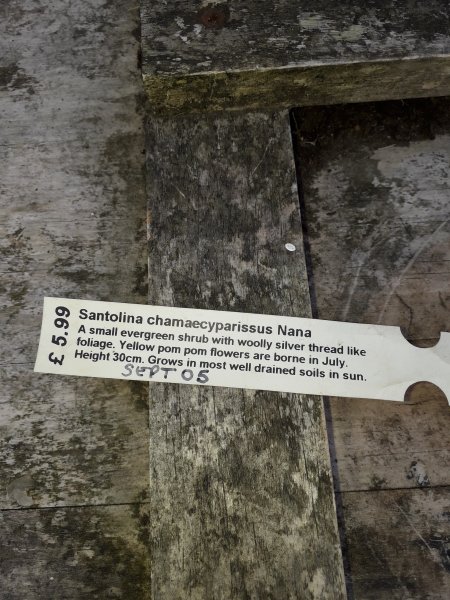 £ 5.99
Santolina chamaecyparissus Nana
A small evergreen shrub with woolly silver thread like
foliage. Yellow pom pom flowers are borne in July.
Height 30cm. Grows in most well drained soils in sun.
SEPT 05